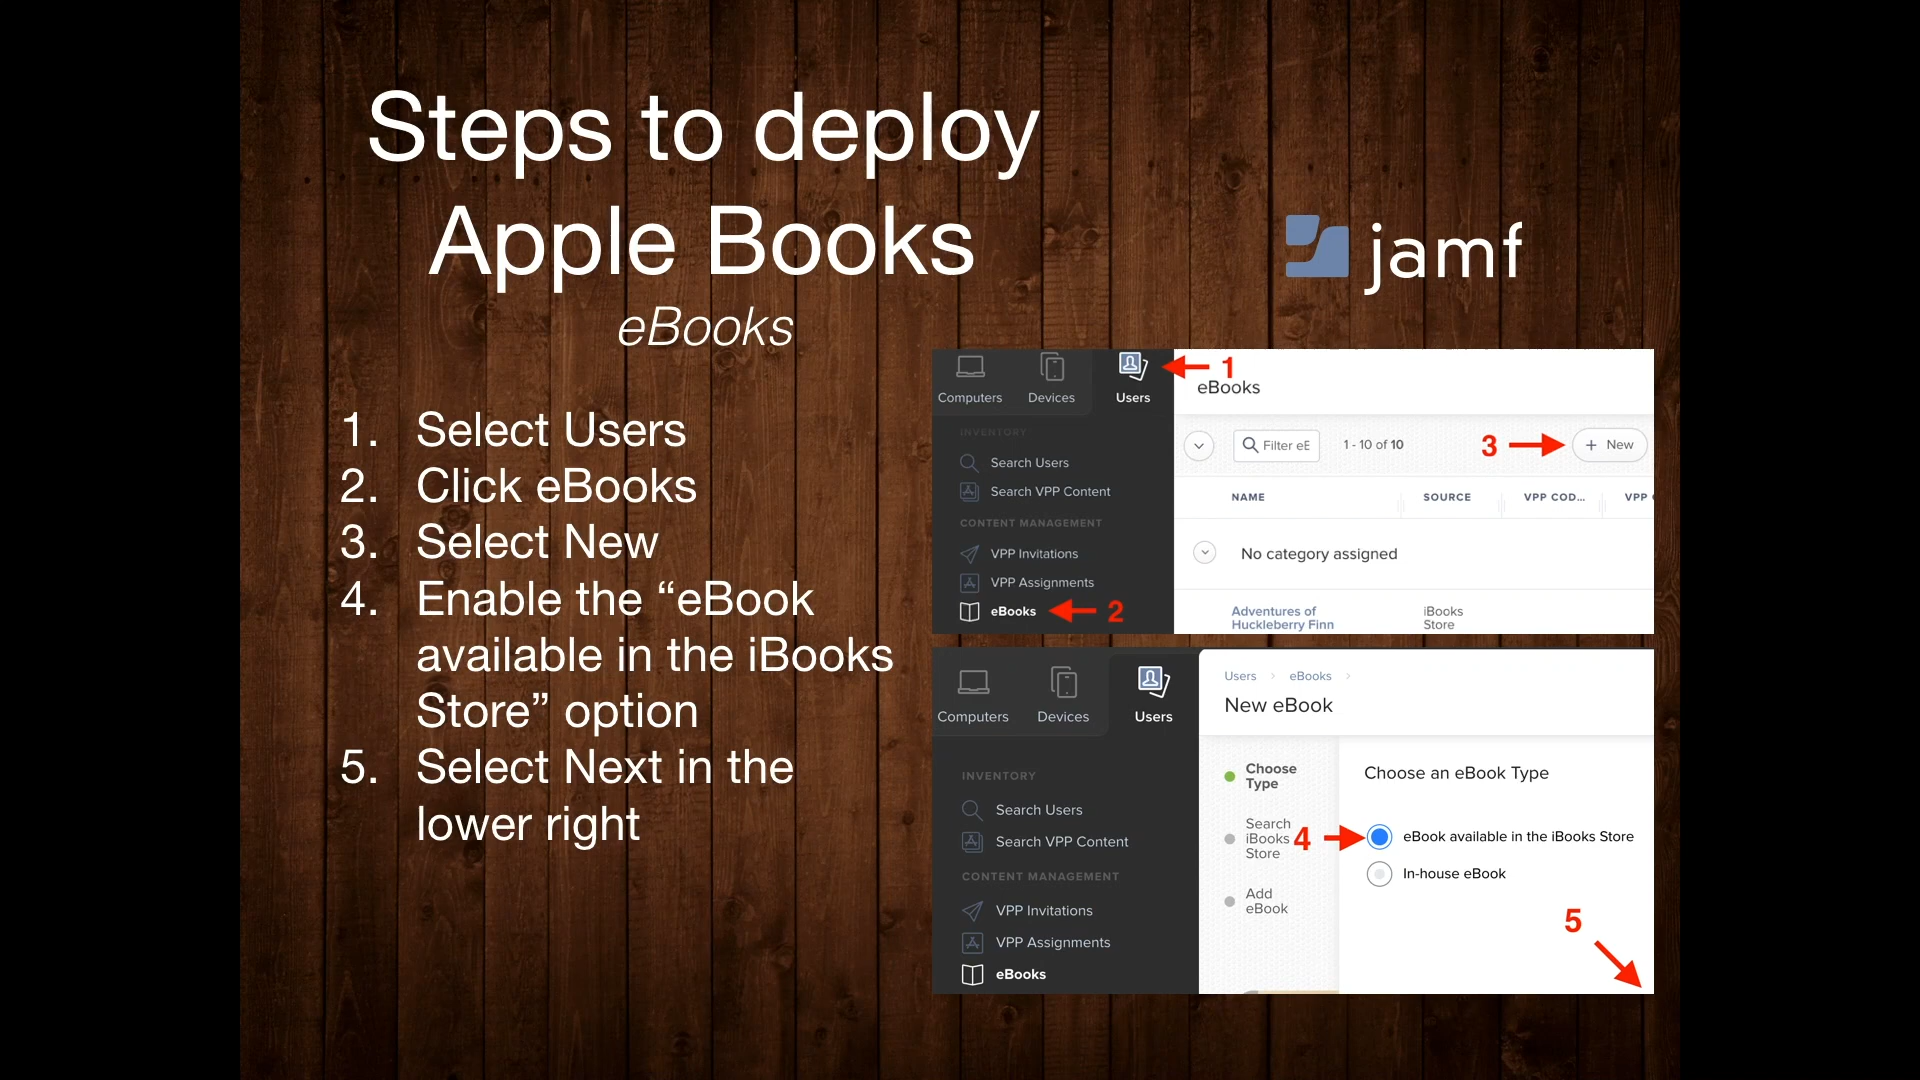 Steps to deploy
Apple Books
eBooks
jamf
1. Select Users
2. Click eBooks
3. Select New
4. Enable the “eBook
available in the iBooks
Store” option
5. Select Next in the
lower right
Computers Devices Users
1
eBooks
INVENTORY
Search Users
Search VPP Content
CONTENT MANAGEMENT
VPP Invitations
VPP Assignments
eBooks 2
Filter eE 1 - 10 of 10 3 + New
NAME SOURCE VPP COD... VPP
No category assigned
Adventures of
Huckleberry Finn
iBooks
Store
Computers Devices Users
INVENTORY
Search Users
Search VPP Content
CONTENT MANAGEMENT
VPP Invitations
VPP Assignments
eBooks
Users > eBooks >
New eBook
Choose
Type
Search
iBooks
Store
Add
eBook
Choose an eBook Type
4 eBook available in the iBooks Store
In-house eBook
5